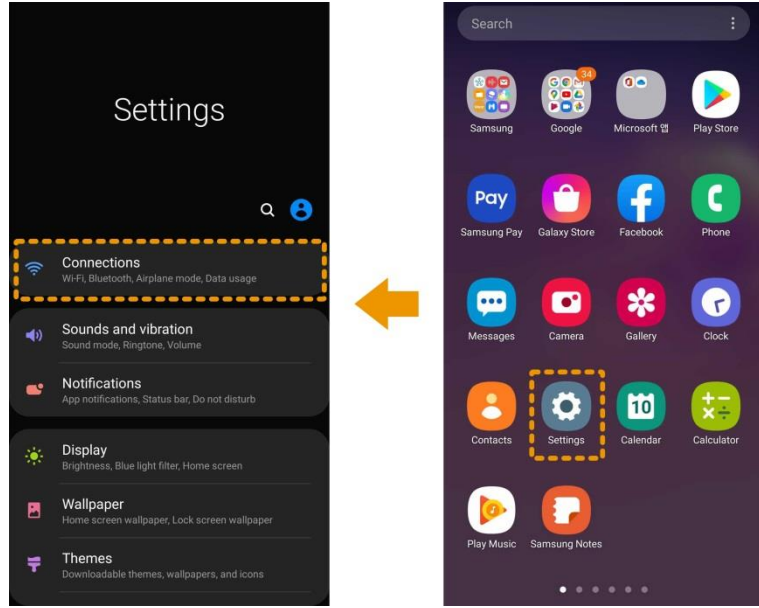 Settings
Connections
Wi-Fi, Bluetooth, Airplane mode, Data usage
Sounds and vibration
Sound mode, Ringtone, Volume
Notifications
App notifications, Status bar, Do not disturb
Display
Brightness, Blue light filter, Home screen
Wallpaper
Home screen wallpaper, Lock screen wallpaper
Themes
Downloadable themes, wallpapers, and icons
Search
34
Samsung Google Microsoft 앱 Play Store
Pay
Samsung Pay Galaxy Store Facebook Phone
Messages Camera Gallery Clock
10
Contacts Settings Calendar Calculator
Play Music Samsung Notes